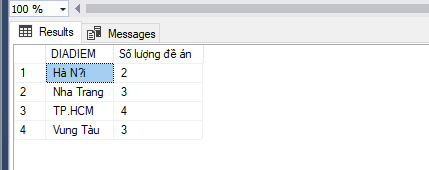 100 %
Results Messages
DIADIEM Số lượng đề án
1 Hà N?i 2
2 Nha Trang 3
3 TP.HCM 4
4 Vung Tàu 3